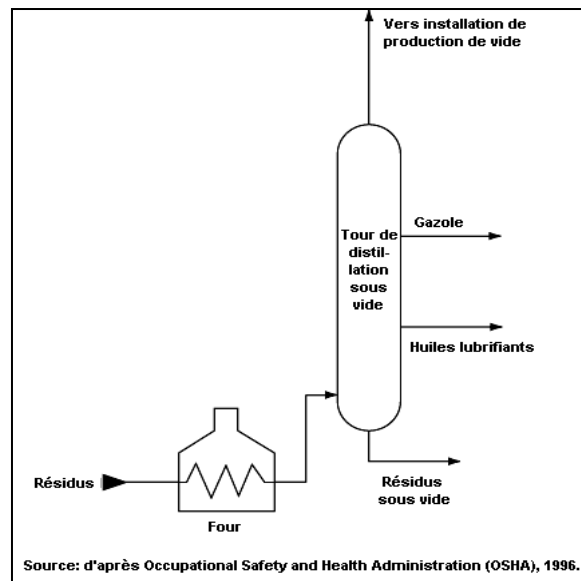 Vers installation de
production de vide
Gazole
Tour de
distil-
lation
sous
vide
Huiles lubrifiants
Résidus
Résidus
sous vide
Four
Source: d'après Occupational Safety and Health Administration (OSHA), 1996.